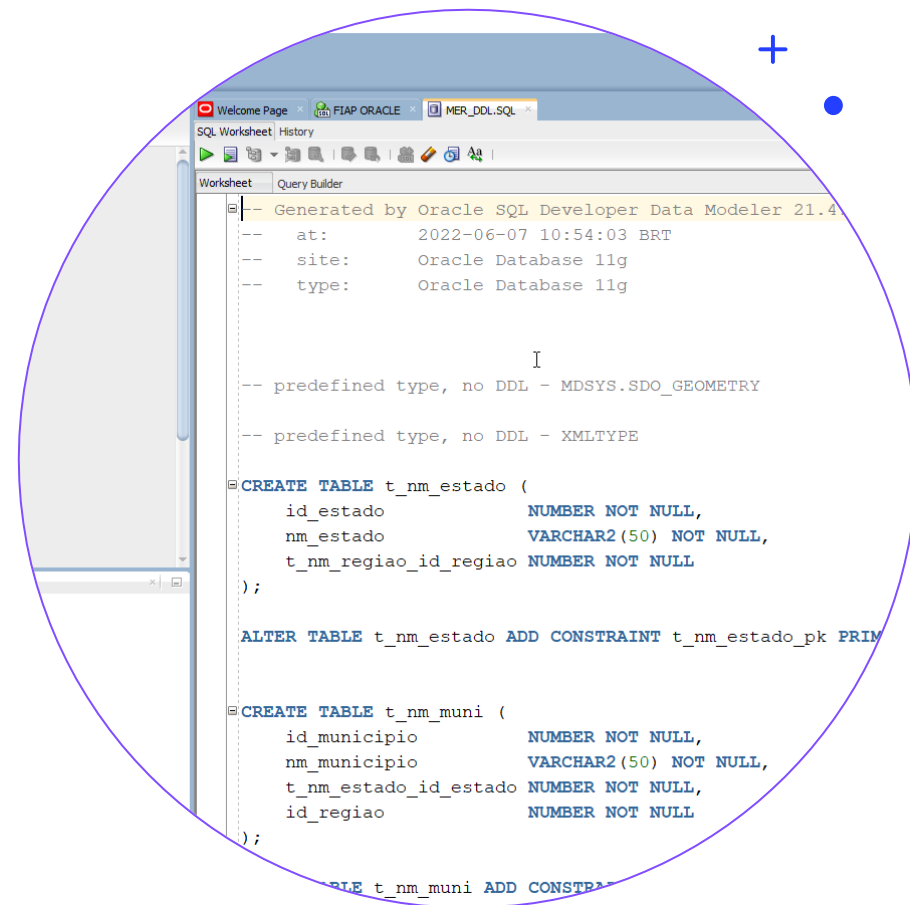 Welcome Page FIAP ORACLE MER_DDL.SQL
SQL Worksheet History
Worksheet Query Builder
-- Generated by Oracle SQL Developer Data Modeler 21.4.
-- at: 2022-06-07 10:54:03 BRT
-- site: Oracle Database 11g
-- type: Oracle Database 11g
-- predefined type, no DDL - MDSYS.SDO_GEOMETRY
-- predefined type, no DDL - XMLTYPE
CREATE TABLE t_nm_estado (
id_estado NUMBER NOT NULL,
nm_estado VARCHAR2(50) NOT NULL,
t_nm_regiao_id_regiao NUMBER NOT NULL
);
ALTER TABLE t_nm_estado ADD CONSTRAINT t_nm_estado_pk PRIM
CREATE TABLE t_nm_muni (
id_municipio NUMBER NOT NULL,
nm_municipio VARCHAR2(50) NOT NULL,
t_nm_estado_id_estado NUMBER NOT NULL,
id_regiao NUMBER NOT NULL
);
t_nm_muni ADD